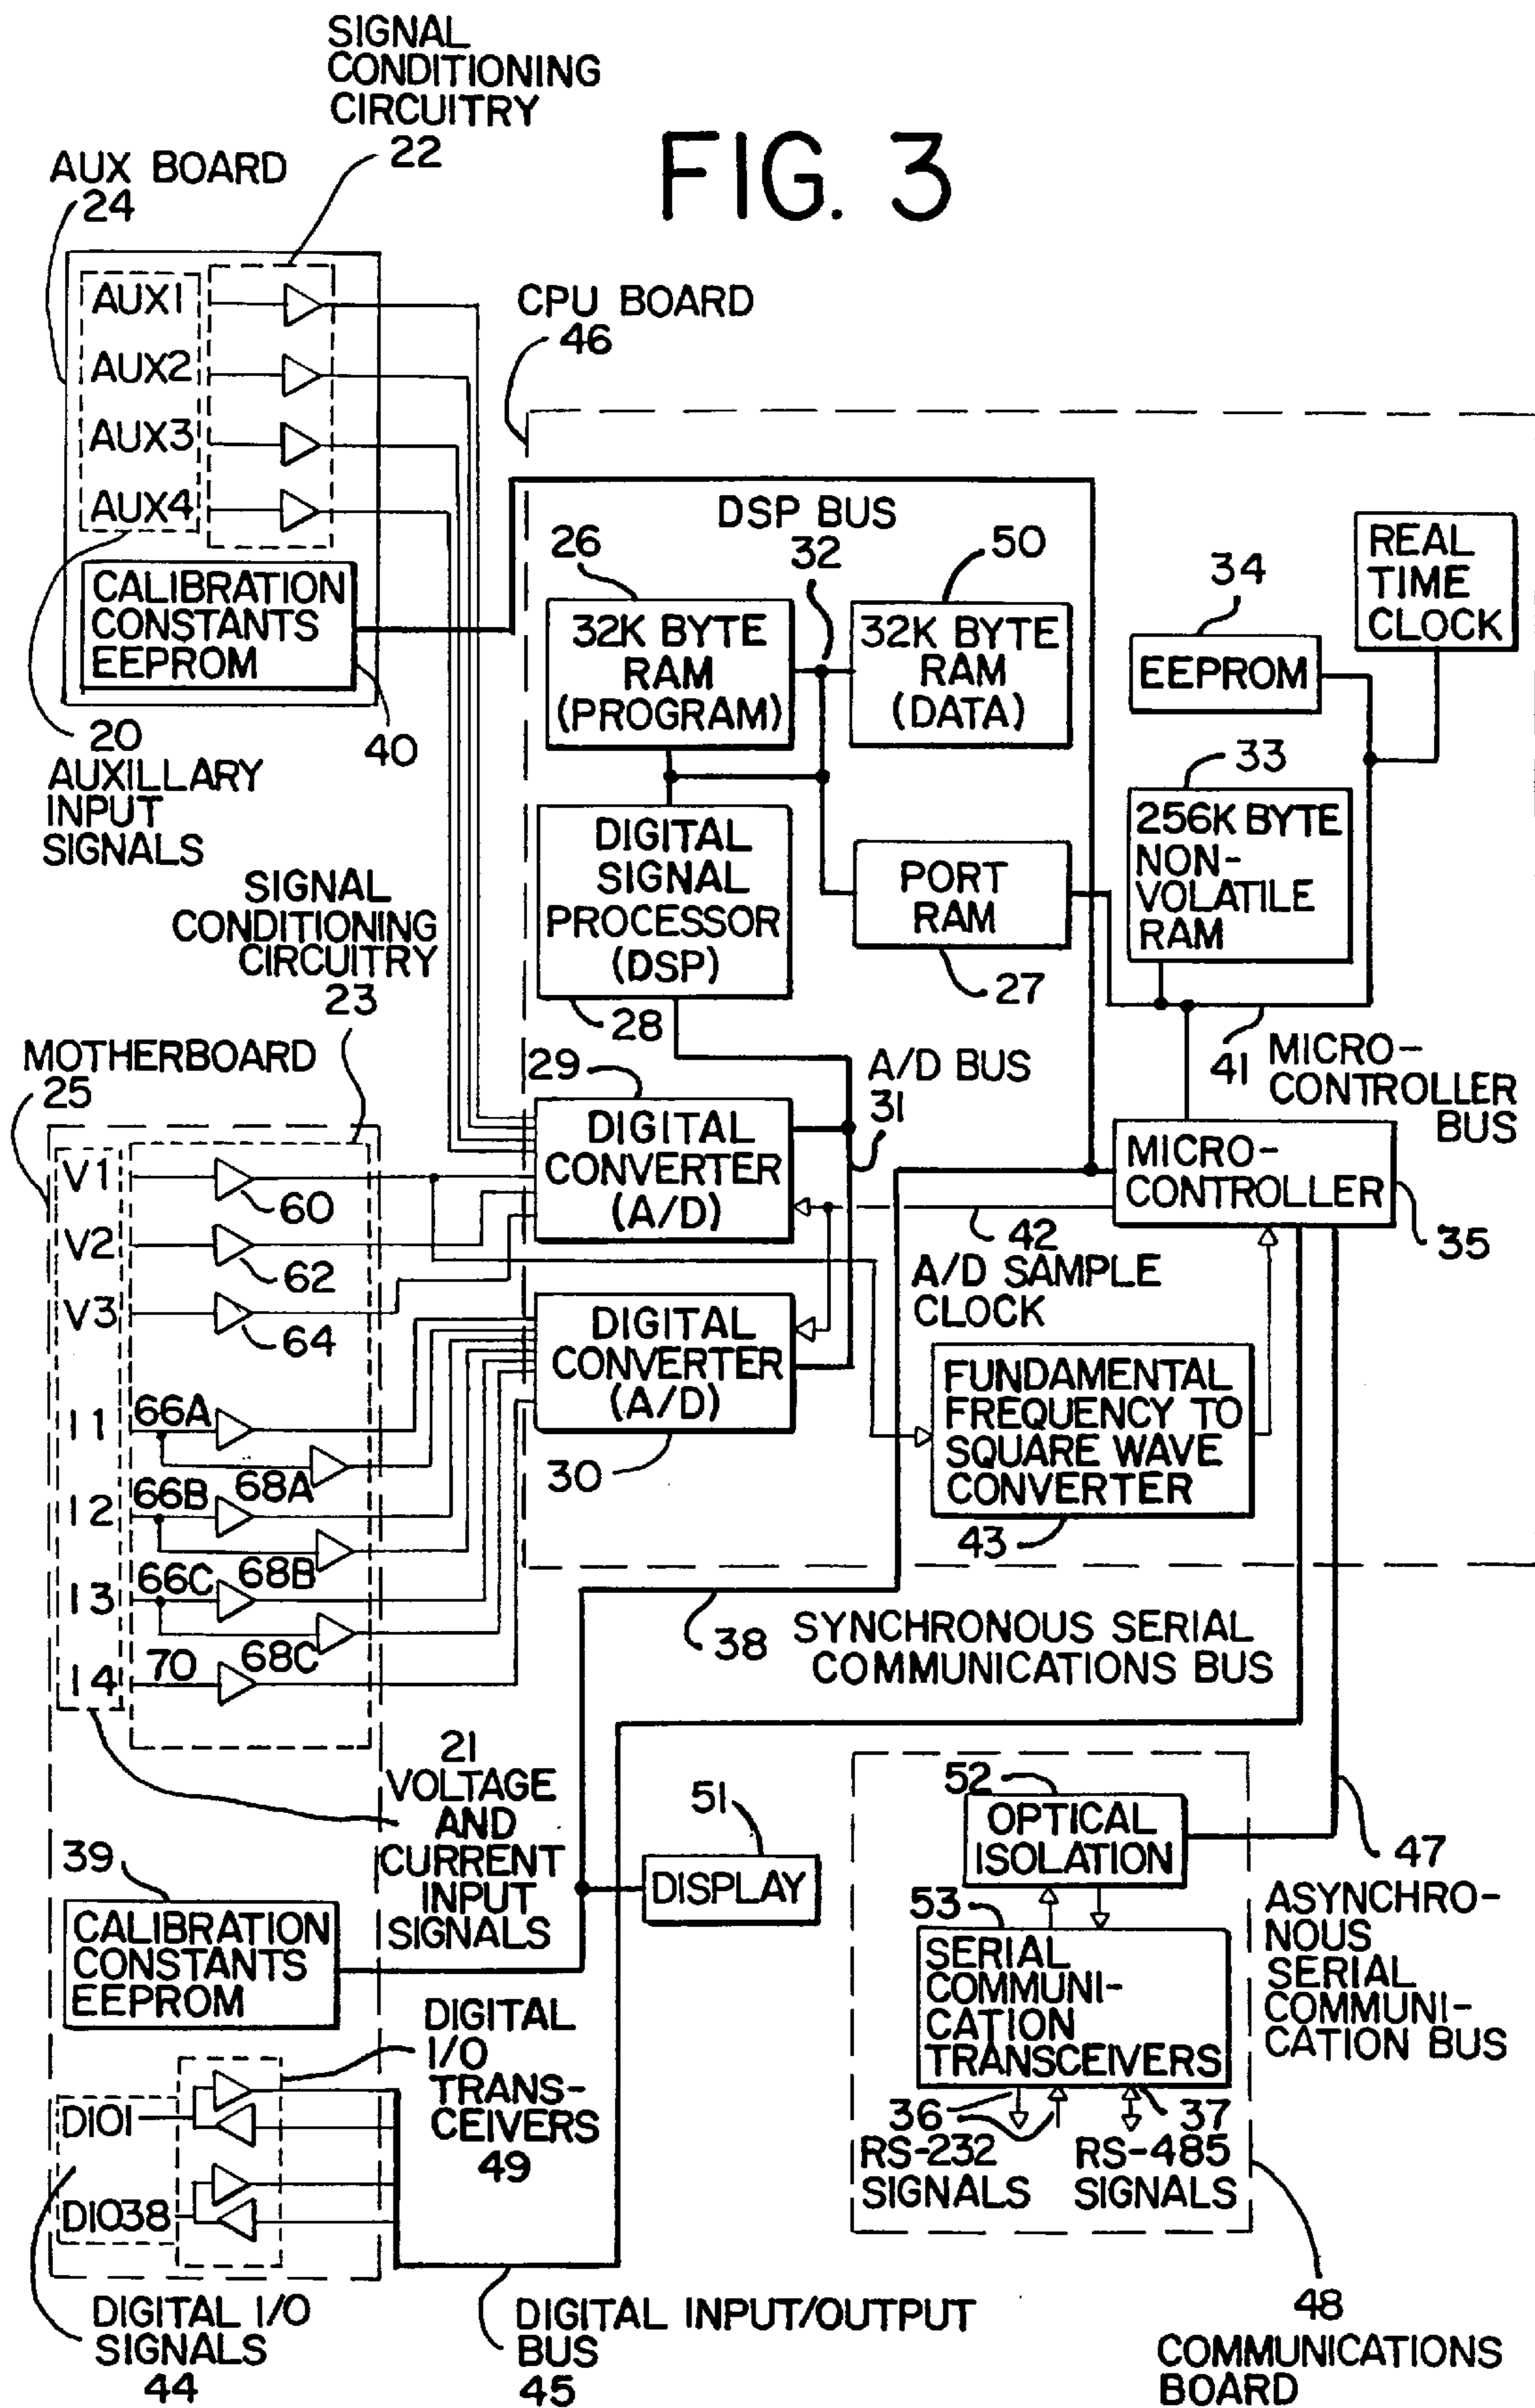 SIGNAL
CONDITIONING
CIRCUITRY
22
FIG. 3
AUX BOARD
24
AUX1
AUX2
AUX3
AUX4
CALIBRATION
CONSTANTS
EEPROM
40
20
AUXILLARY
INPUT
SIGNALS
CPU BOARD
46
DSP BUS
32
26
32K BYTE
RAM
(PROGRAM)
50
32K BYTE
RAM
(DATA)
34
EEPROM
REAL
TIME
CLOCK
33
256K BYTE
NON-
VOLATILE
RAM
DIGITAL
SIGNAL
PROCESSOR
(DSP)
28
PORT
RAM
27
41
MICRO-
CONTROLLER
BUS
SIGNAL
CONDITIONING
CIRCUITRY
23
MOTHERBOARD
25
29
DIGITAL
CONVERTER
(A/D)
A/D BUS
31
MICRO-
CONTROLLER
35
42
A/D SAMPLE
CLOCK
V1
60
V2
62
V3
64
DIGITAL
CONVERTER
(A/D)
30
FUNDAMENTAL
FREQUENCY TO
SQUARE WAVE
CONVERTER
43
I1
66A
68A
I2
66B
68B
I3
66C
68C
I4
70
38
SYNCHRONOUS SERIAL
COMMUNICATIONS BUS
21
VOLTAGE
AND
CURRENT
INPUT
SIGNALS
39
CALIBRATION
CONSTANTS
EEPROM
51
DISPLAY
52
OPTICAL
ISOLATION
47
ASYNCHRO-
NOUS
SERIAL
COMMUNI-
CATION BUS
53
SERIAL
COMMUNI-
CATION
TRANSCEIVERS
36
RS-232
SIGNALS
37
RS-485
SIGNALS
DIGITAL
I/O
TRANS-
CEIVERS
49
DIO1
DIO38
DIGITAL I/O
SIGNALS
44
DIGITAL INPUT/OUTPUT
BUS
45
48
COMMUNICATIONS
BOARD